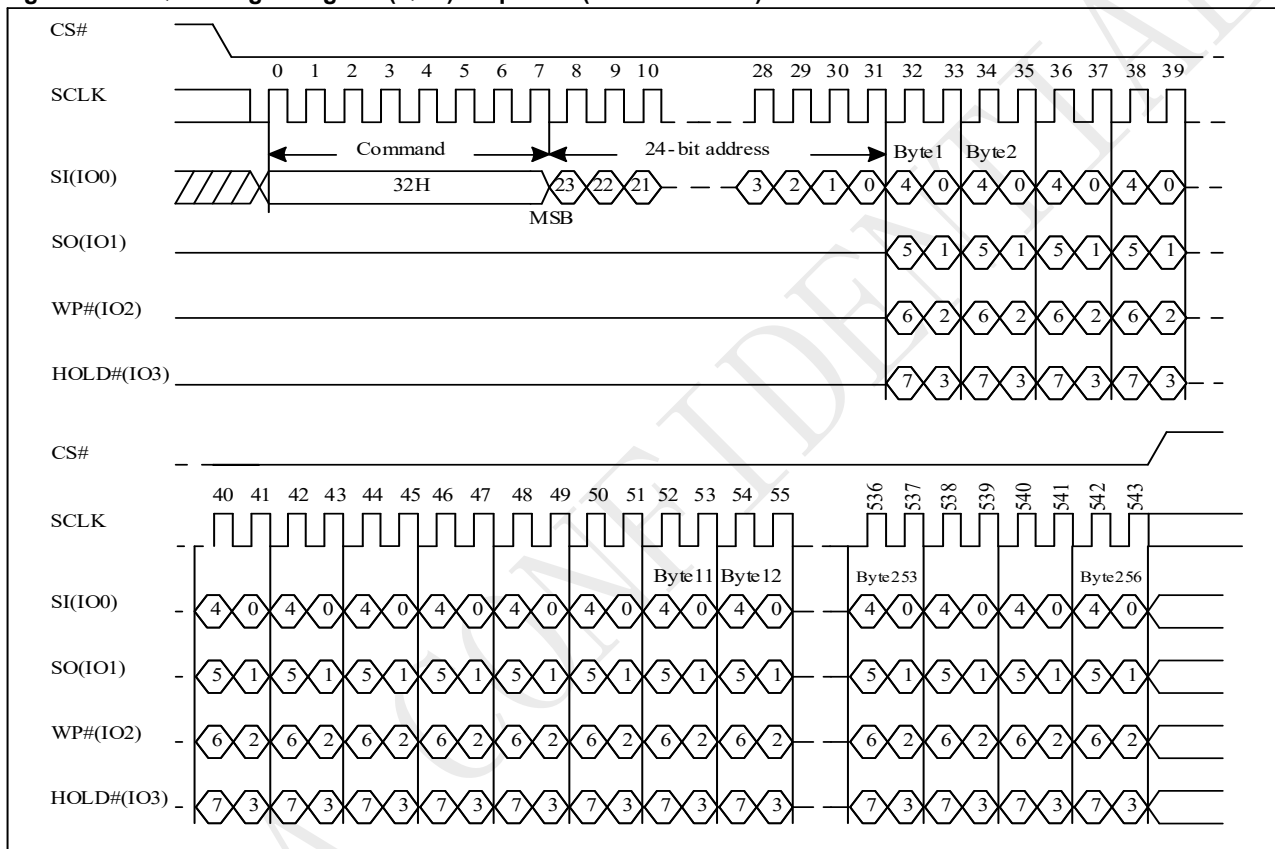 CS#
0 1 2 3 4 5 6 7 8 9 10 28 29 30 31 32 33 34 35 36 37 38 39
SCLK
Command 24-bit address Byte1 Byte2
SI(IO0) 32H 23 22 21 3 2 1 0 4 0 4 0 4 0 4 0
MSB
SO(IO1) 5 1 5 1 5 1 5 1
WP#(IO2) 6 2 6 2 6 2 6 2
HOLD#(IO3) 7 3 7 3 7 3 7 3
CS#
40 41 42 43 44 45 46 47 48 49 50 51 52 53 54 55 536 537 538 539 540 541 542 543
SCLK
Byte11 Byte12 Byte253 Byte256
SI(IO0) 4 0 4 0 4 0 4 0 4 0 4 0 4 0 4 0 4 0 4 0 4 0 4 0
SO(IO1) 5 1 5 1 5 1 5 1 5 1 5 1 5 1 5 1 5 1 5 1 5 1 5 1
WP#(IO2) 6 2 6 2 6 2 6 2 6 2 6 2 6 2 6 2 6 2 6 2 6 2 6 2
HOLD#(IO3) 7 3 7 3 7 3 7 3 7 3 7 3 7 3 7 3 7 3 7 3 7 3 7 3
CONFIDENTIAL